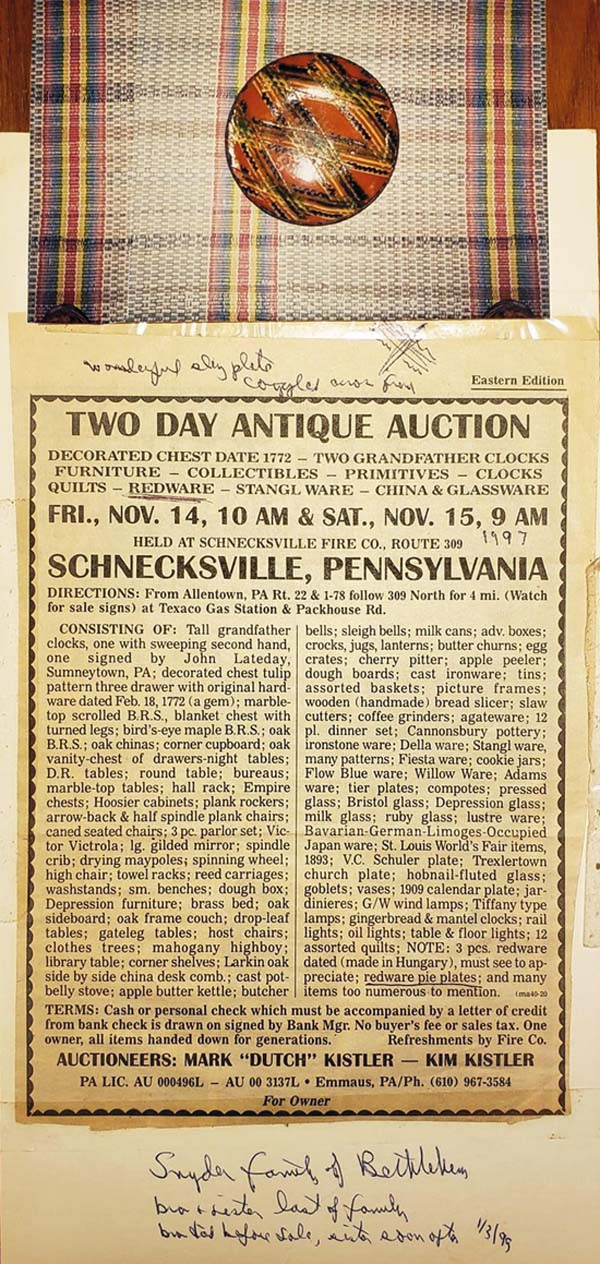 wonderful slip plate
Eastern Edition
TWO DAY ANTIQUE AUCTION
DECORATED CHEST DATE 1772 – TWO GRANDFATHER CLOCKS
FURNITURE – COLLECTIBLES – PRIMITIVES – CLOCKS
QUILTS – REDWARE – STANGL WARE – CHINA & GLASSWARE
FRI., NOV. 14, 10 AM & SAT., NOV. 15, 9 AM
1997
HELD AT SCHNECKSVILLE FIRE CO., ROUTE 309
SCHNECKSVILLE, PENNSYLVANIA
DIRECTIONS: From Allentown, PA Rt. 22 & 1-78 follow 309 North for 4 mi. (Watch
for sale signs) at Texaco Gas Station & Packhouse Rd.
CONSISTING OF: Tall grandfather
clocks, one with sweeping second hand,
one signed by John Lateday,
Sumneytown, PA; decorated chest tulip
pattern three drawer with original hard-
ware dated Feb. 18, 1772 (a gem); marble-
top scrolled B.R.S., blanket chest with
turned legs; bird's-eye maple B.R.S.; oak
B.R.S.; oak chinas; corner cupboard; oak
vanity-chest of drawers-night tables;
D.R. tables; round table; bureaus;
marble-top tables; hall rack; Empire
chests; Hoosier cabinets; plank rockers;
arrow-back & half spindle plank chairs;
caned seated chairs; 3 pc. parlor set; Vic-
tor Victrola; lg. gilded mirror; spindle
crib; drying maypoles; spinning wheel;
high chair; towel racks; reed carriages;
washstands; sm. benches; dough box;
Depression furniture; brass bed; oak
sideboard; oak frame couch; drop-leaf
tables; gateleg tables; host chairs;
clothes trees; mahogany highboy;
library table; corner shelves; Larkin oak
side by side china desk comb.; cast pot-
belly stove; apple butter kettle; butcher
bells; sleigh bells; milk cans; adv. boxes;
crocks, jugs, lanterns; butter churns; egg
crates; cherry pitter; apple peeler;
dough boards; cast ironware; tins;
assorted baskets; picture frames;
wooden (handmade) bread slicer; slaw
cutters; coffee grinders; agateware; 12
pl. dinner set; Cannonsbury pottery;
ironstone ware; Della ware; Stangl ware,
many patterns; Fiesta ware; cookie jars;
Flow Blue ware; Willow Ware; Adams
ware; tier plates; compotes; pressed
glass; Bristol glass; Depression glass;
milk glass; ruby glass; lustre ware;
Bavarian-German-Limoges-Occupied
Japan ware; St. Louis World's Fair items,
1893; V.C. Schuler plate; Trexlertown
church plate; hobnail-fluted glass;
goblets; vases; 1909 calendar plate; jar-
dinieres; G/W wind lamps; Tiffany type
lamps; gingerbread & mantel clocks; rail
lights; oil lights; table & floor lights; 12
assorted quilts; NOTE: 3 pcs. redware
dated (made in Hungary), must see to ap-
preciate; redware pie plates; and many
items too numerous to mention. (ma40-20
TERMS: Cash or personal check which must be accompanied by a letter of credit
from bank check is drawn on signed by Bank Mgr. No buyer's fee or sales tax. One
owner, all items handed down for generations. Refreshments by Fire Co.
AUCTIONEERS: MARK "DUTCH" KISTLER — KIM KISTLER
PA LIC. AU 000496L – AU 00 3137L • Emmaus, PA/Ph. (610) 967-3584
For Owner
Snyder family of Bethlehem
bro & sister last of family
bro died before sale, sister soon after 1/3/99